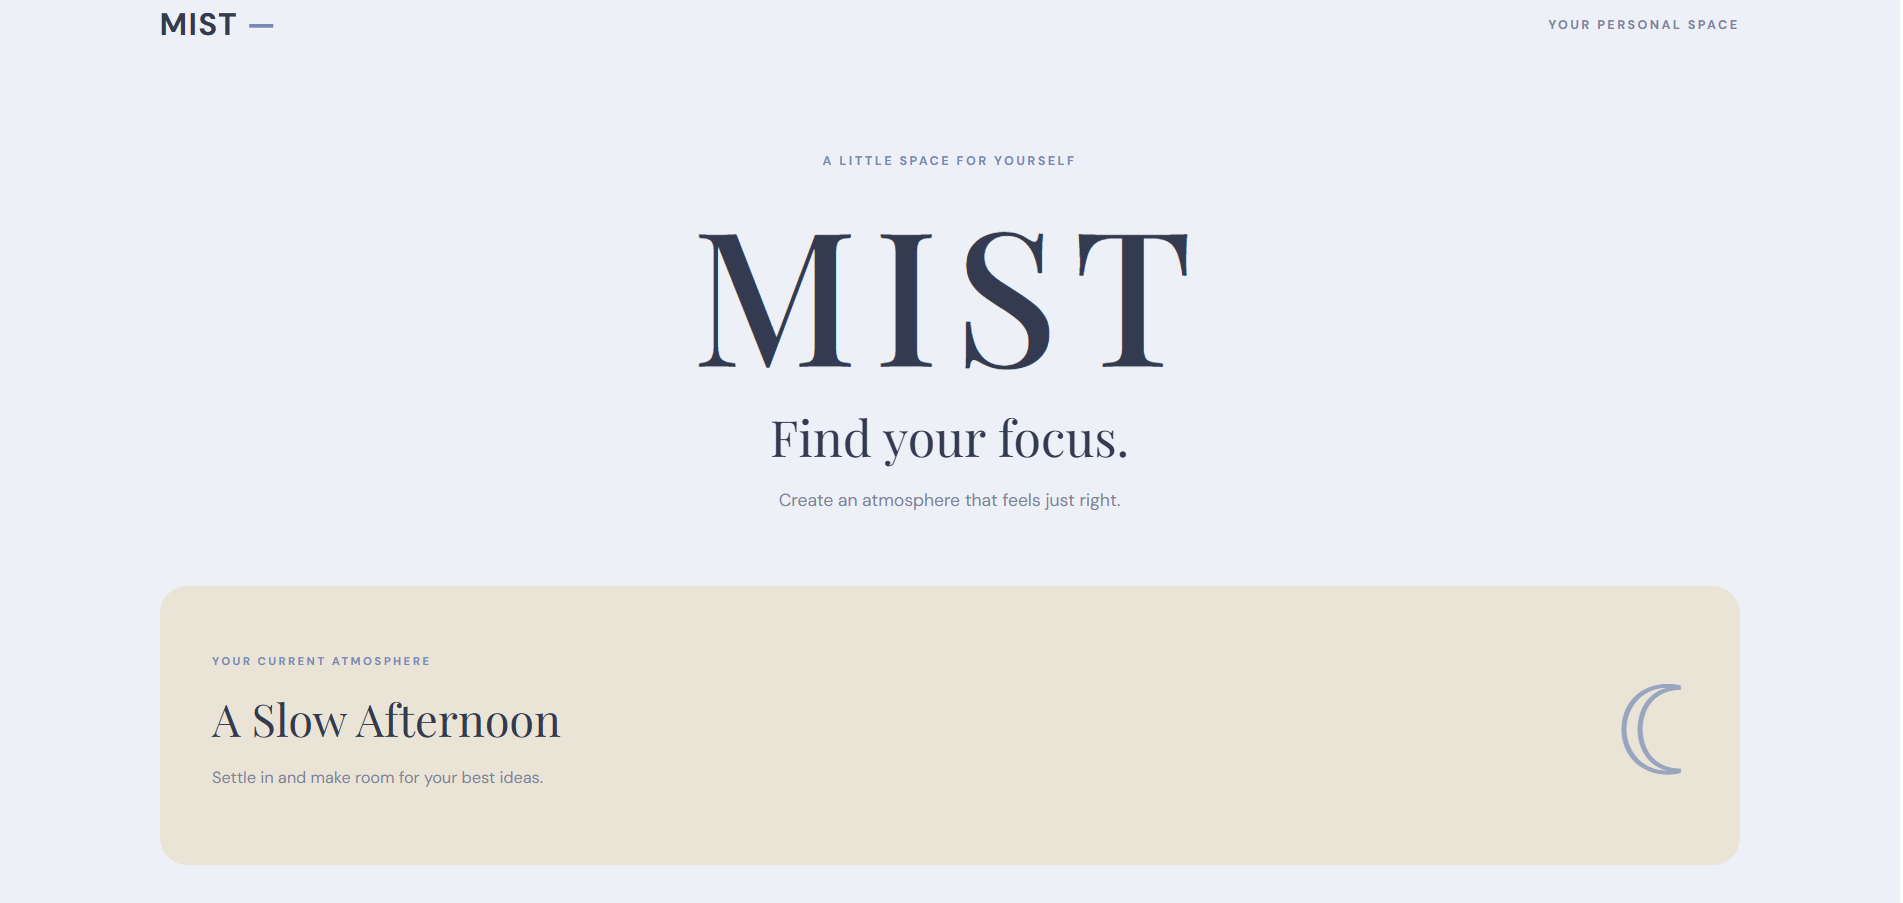 MIST —
YOUR PERSONAL SPACE
A LITTLE SPACE FOR YOURSELF
MIST
Find your focus.
Create an atmosphere that feels just right.
YOUR CURRENT ATMOSPHERE
A Slow Afternoon
Settle in and make room for your best ideas.